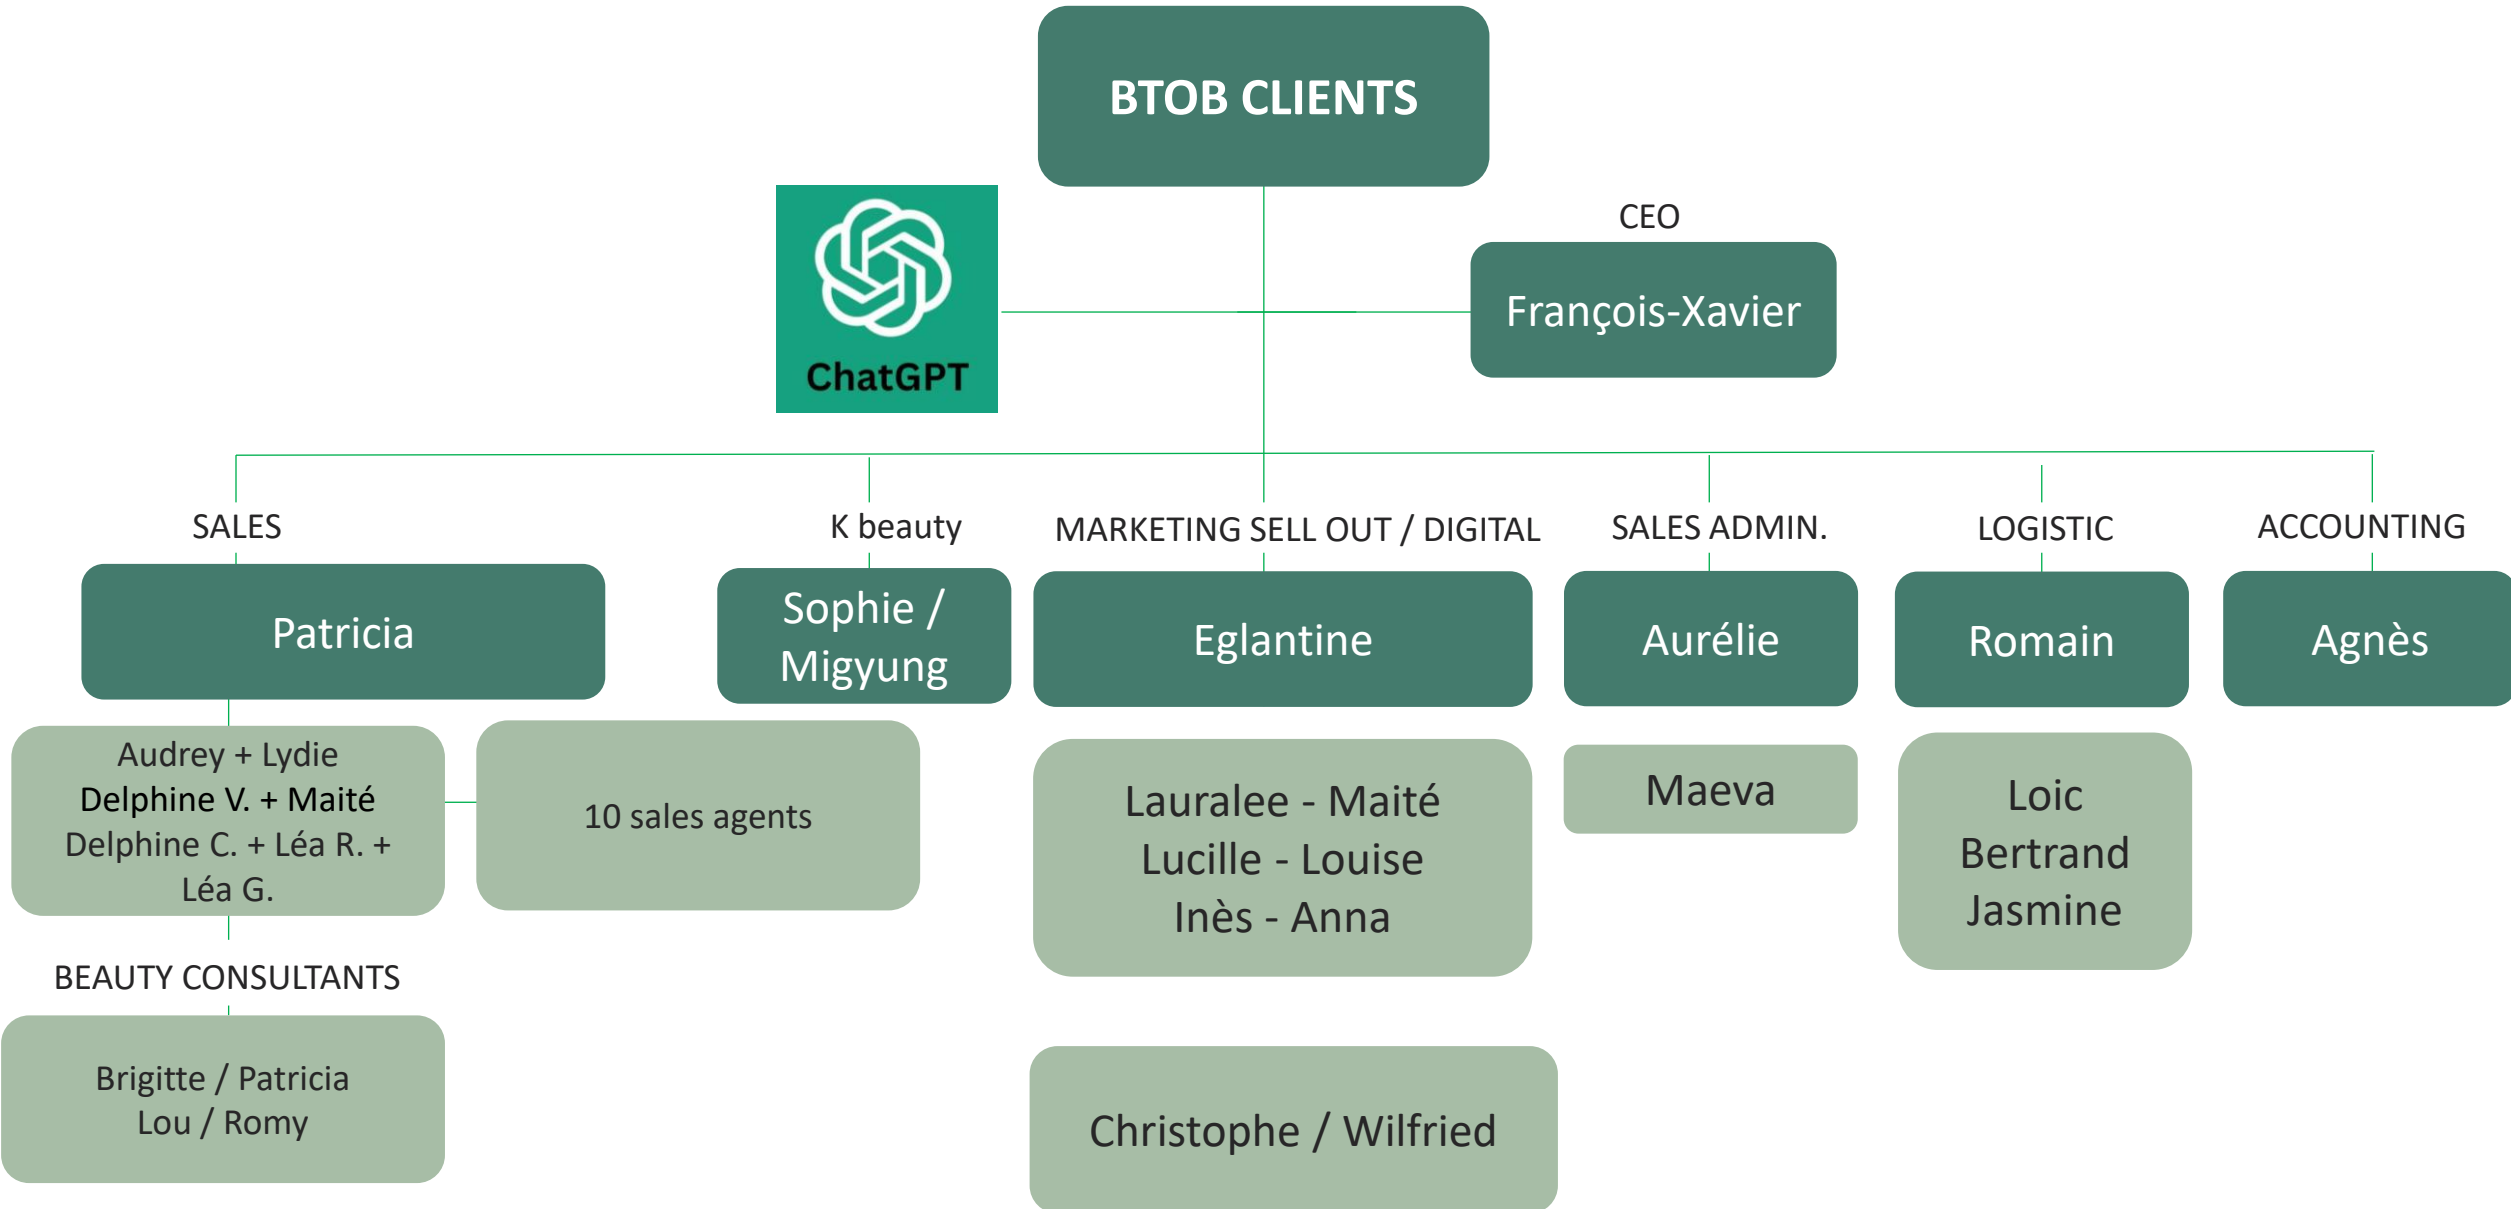 BTOB CLIENTS
ChatGPT
CEO
François-Xavier
SALES
K beauty
MARKETING SELL OUT / DIGITAL
SALES ADMIN.
LOGISTIC
ACCOUNTING
Patricia
Sophie /
Migyung
Eglantine
Aurélie
Romain
Agnès
Audrey + Lydie
Delphine V. + Maité
Delphine C. + Léa R. +
Léa G.
10 sales agents
Lauralee - Maité
Lucille - Louise
Inès - Anna
Maeva
Loic
Bertrand
Jasmine
BEAUTY CONSULTANTS
Brigitte / Patricia
Lou / Romy
Christophe / Wilfried